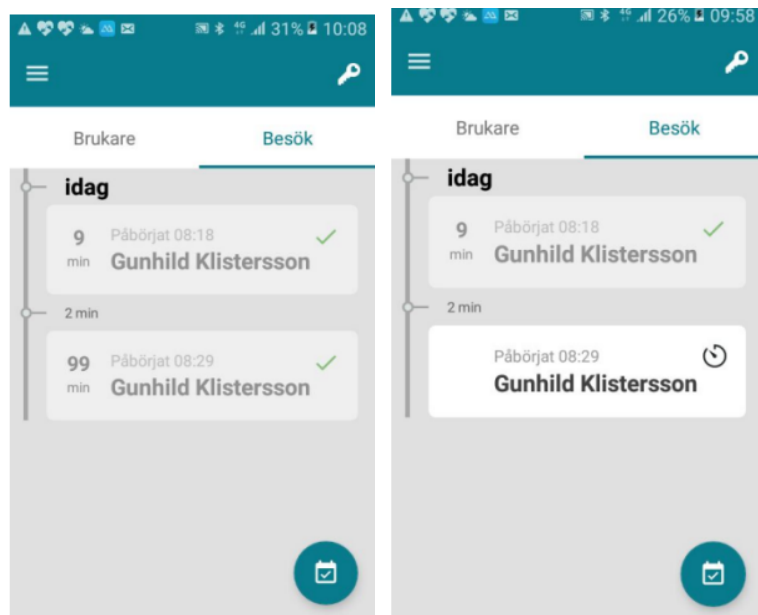 4G 31% 10:08
Brukare Besök
idag
9 Påbörjat 08:18
min Gunhild Klistersson
2 min
99 Påbörjat 08:29
min Gunhild Klistersson
4G 26% 09:58
Brukare Besök
idag
9 Påbörjat 08:18
min Gunhild Klistersson
2 min
Påbörjat 08:29
Gunhild Klistersson